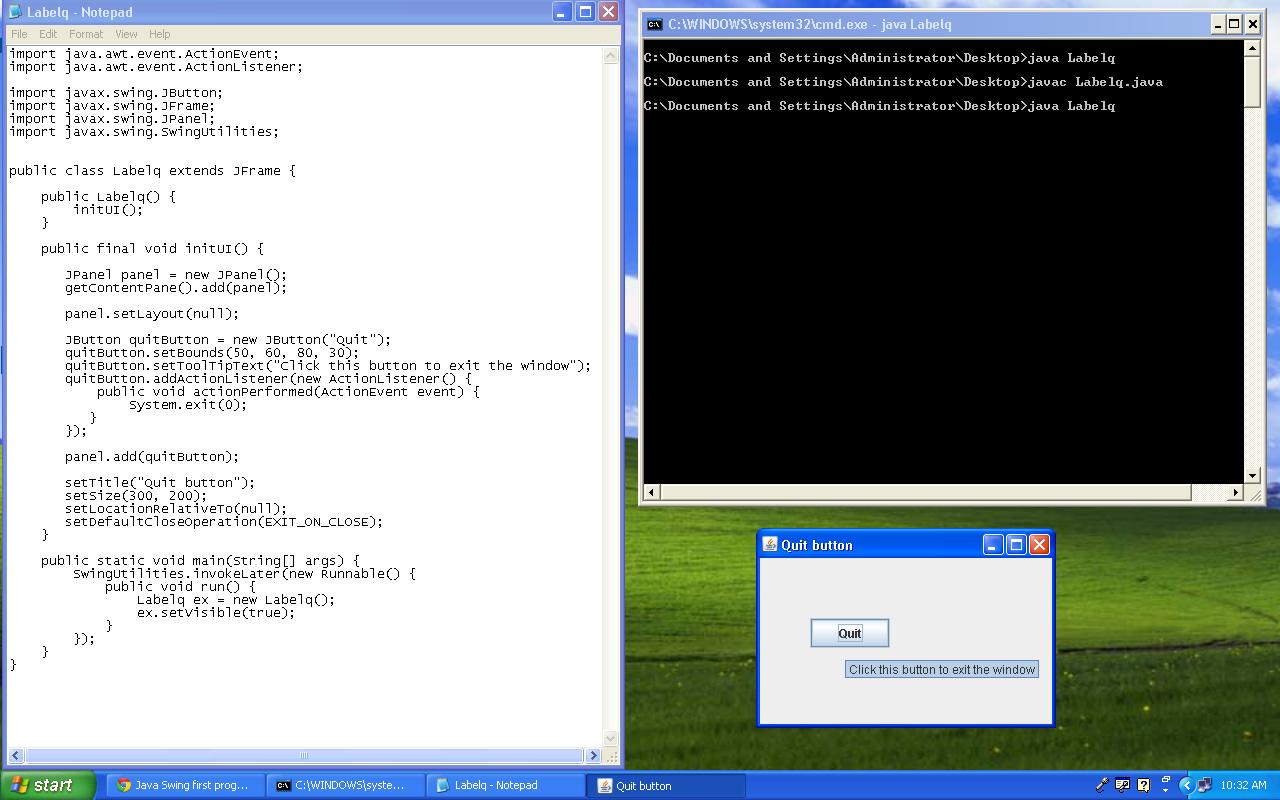 Labelq - Notepad
File Edit Format View Help
import java.awt.event.ActionEvent;
import java.awt.event.ActionListener;
import javax.swing.JButton;
import javax.swing.JFrame;
import javax.swing.JPanel;
import javax.swing.SwingUtilities;
public class Labelq extends JFrame {
public Labelq() {
initUI();
}
public final void initUI() {
JPanel panel = new JPanel();
getContentPane().add(panel);
panel.setLayout(null);
JButton quitButton = new JButton("Quit");
quitButton.setBounds(50, 60, 80, 30);
quitButton.setToolTipText("Click this button to exit the window");
quitButton.addActionListener(new ActionListener() {
public void actionPerformed(ActionEvent event) {
System.exit(0);
}
});
panel.add(quitButton);
setTitle("Quit button");
setSize(300, 200);
setLocationRelativeTo(null);
setDefaultCloseOperation(EXIT_ON_CLOSE);
}
public static void main(String[] args) {
SwingUtilities.invokeLater(new Runnable() {
public void run() {
Labelq ex = new Labelq();
ex.setVisible(true);
}
});
}
}
C:\WINDOWS\system32\cmd.exe - java Labelq
C:\Documents and Settings\Administrator\Desktop>java Labelq
C:\Documents and Settings\Administrator\Desktop>javac Labelq.java
C:\Documents and Settings\Administrator\Desktop>java Labelq
Quit button
Quit
Click this button to exit the window
start
Java Swing first prog...
C:\WINDOWS\syste...
Labelq - Notepad
Quit button
10:32 AM